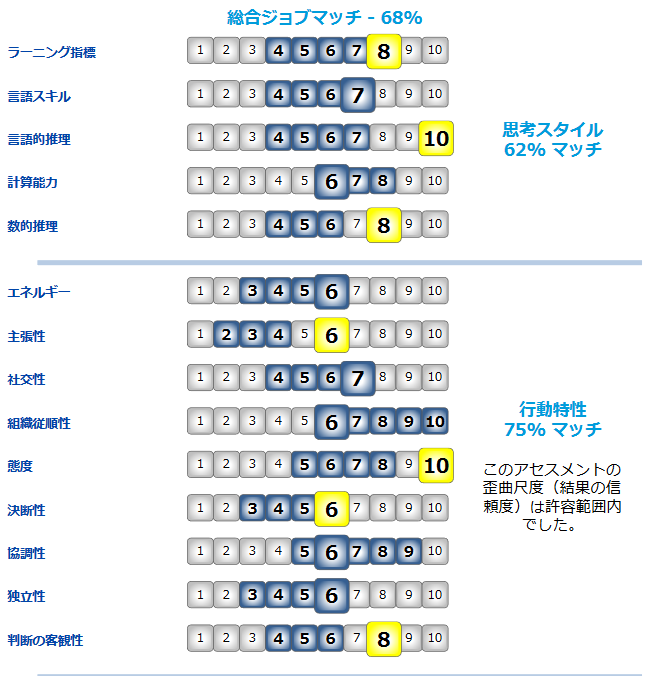 総合ジョブマッチ - 68%
ラーニング指標 1 2 3 4 5 6 7 8 9 10
言語スキル 1 2 3 4 5 6 7 8 9 10
言語的推理 1 2 3 4 5 6 7 8 9 10
計算能力 1 2 3 4 5 6 7 8 9 10
数的推理 1 2 3 4 5 6 7 8 9 10
思考スタイル
62% マッチ
エネルギー 1 2 3 4 5 6 7 8 9 10
主張性 1 2 3 4 5 6 7 8 9 10
社交性 1 2 3 4 5 6 7 8 9 10
組織従順性 1 2 3 4 5 6 7 8 9 10
態度 1 2 3 4 5 6 7 8 9 10
決断性 1 2 3 4 5 6 7 8 9 10
協調性 1 2 3 4 5 6 7 8 9 10
独立性 1 2 3 4 5 6 7 8 9 10
判断の客観性 1 2 3 4 5 6 7 8 9 10
行動特性
75% マッチ
このアセスメントの
歪曲尺度（結果の信
頼度）は許容範囲内
でした。